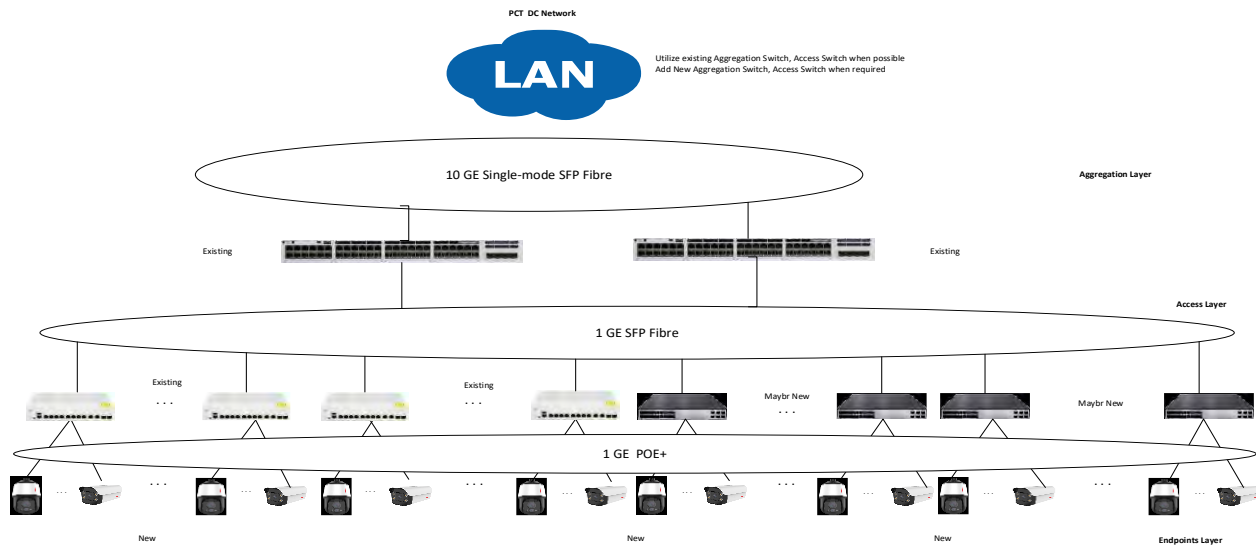 PCT DC Network
LAN
Utilize existing Aggregation Switch, Access Switch when possible
Add New Aggregation Switch, Access Switch when required
10 GE Single-mode SFP Fibre
Aggregation Layer
Existing
Existing
Access Layer
1 GE SFP Fibre
Existing
. . .
Existing
. . .
Maybr New
. . .
Maybr New
. . .
1 GE POE+
... ... ... ... ... ... ... ... ... ... ... ...
New
New
New
Endpoints Layer